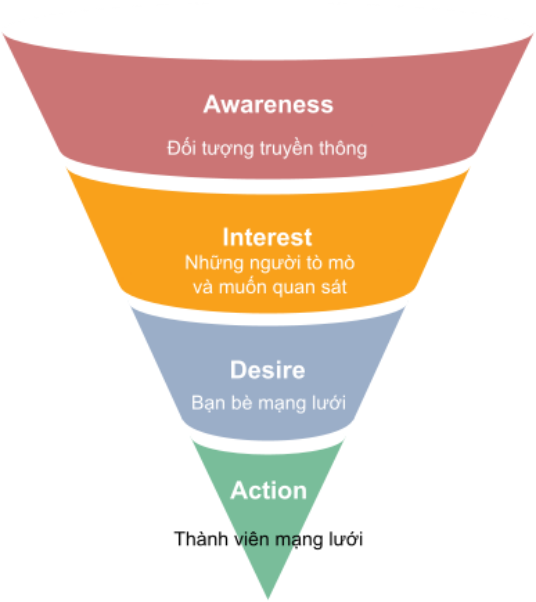 Awareness
Đối tượng truyền thông
Interest
Những người tò mò
và muốn quan sát
Desire
Bạn bè mạng lưới
Action
Thành viên mạng lưới